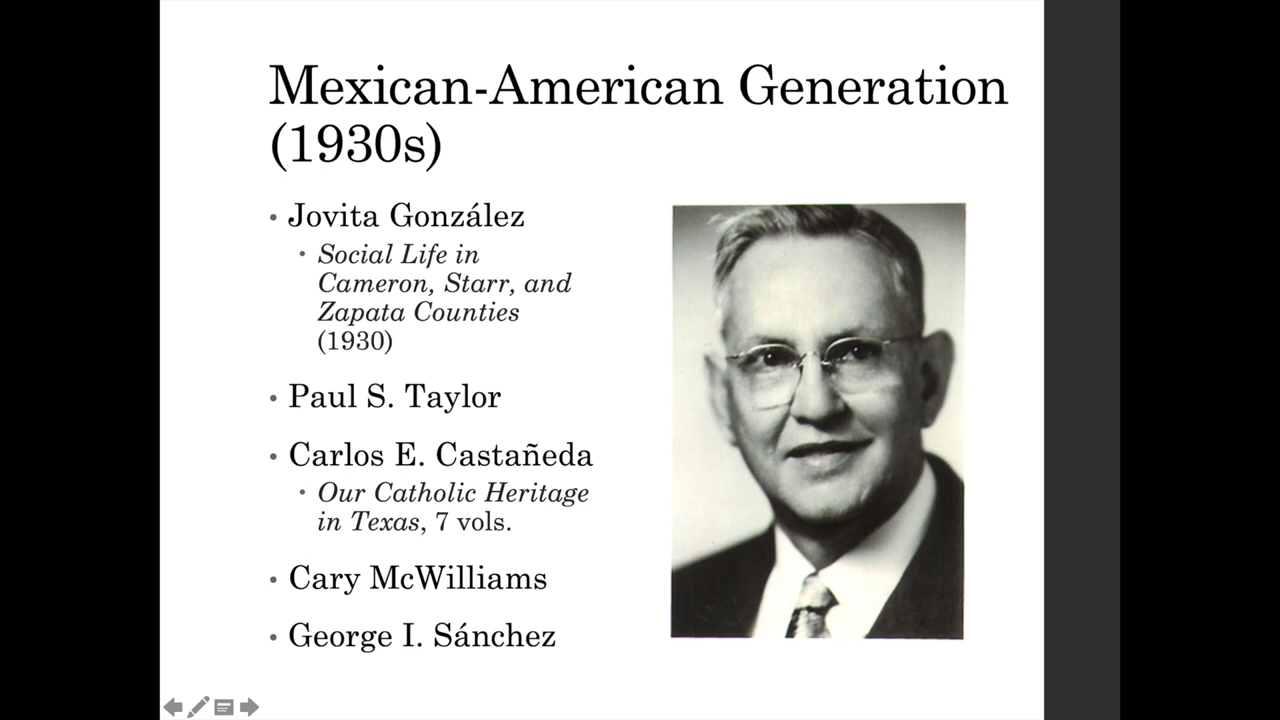 Mexican-American Generation
(1930s)
• Jovita González
• Social Life in
Cameron, Starr, and
Zapata Counties
(1930)
• Paul S. Taylor
• Carlos E. Castañeda
• Our Catholic Heritage
in Texas, 7 vols.
• Cary McWilliams
• George I. Sánchez